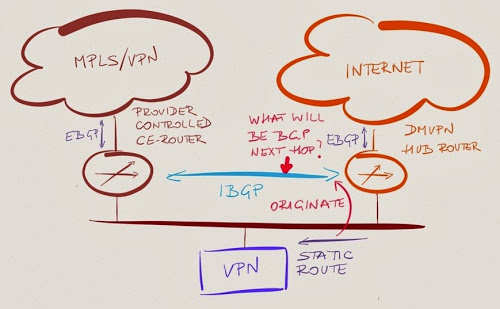 MPLS/VPN
INTERNET
EBGP
PROVIDER
CONTROLLED
CE-ROUTER
WHAT WILL
BE BGP
NEXT HOP?
EBGP
DMVPN
HUB ROUTER
IBGP
ORIGINATE
VPN
STATIC
ROUTE